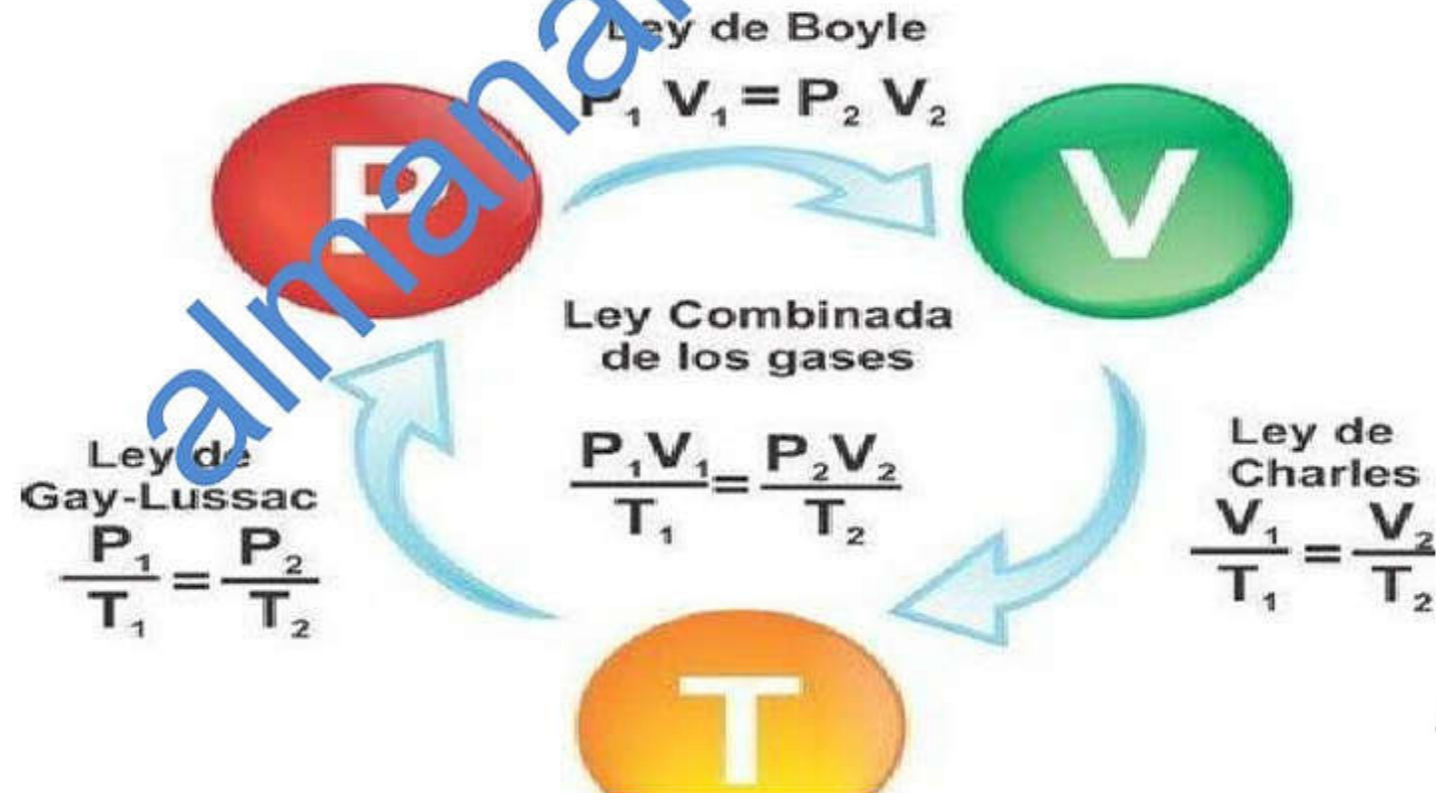 Ley de Boyle
P₁ V₁ = P₂ V₂
P
V
Ley Combinada
de los gases
P₁V₁/T₁ = P₂V₂/T₂
Ley de
Gay-Lussac
P₁/T₁ = P₂/T₂
Ley de
Charles
V₁/T₁ = V₂/T₂
T